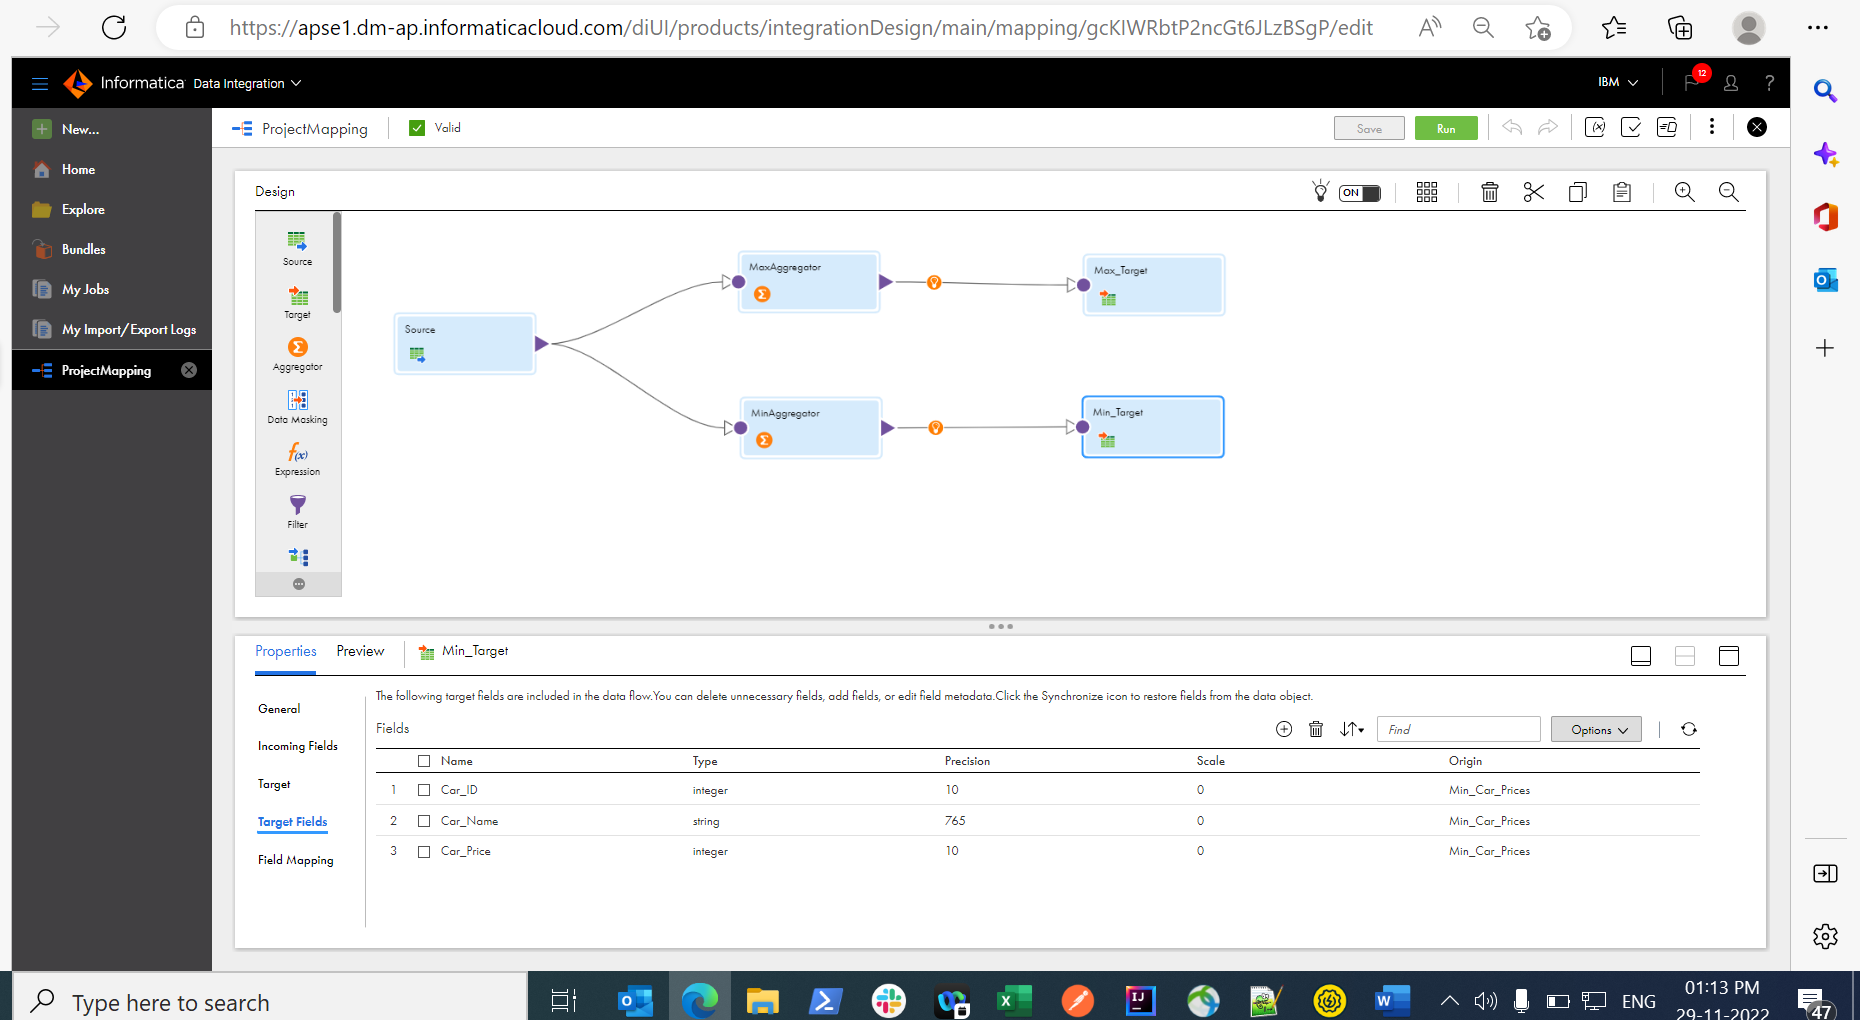 https://apse1.dm-ap.informaticacloud.com/diUI/products/integrationDesign/main/mapping/gcKIWRbtP2ncGt6JLzBSgP/edit
Informatica Data Integration
IBM
12
?
New...
Home
Explore
Bundles
My Jobs
My Import/Export Logs
ProjectMapping
ProjectMapping
Valid
Save
Run
Design
ON
Source
Target
Aggregator
Data Masking
Expression
Filter
Source
MaxAggregator
Max_Target
MinAggregator
Min_Target
Properties
Preview
Min_Target
General
Incoming Fields
Target
Target Fields
Field Mapping
The following target fields are included in the data flow.You can delete unnecessary fields, add fields, or edit field metadata.Click the Synchronize icon to restore fields from the data object.
Fields
Find
Options
Name Type Precision Scale Origin
1 Car_ID integer 10 0 Min_Car_Prices
2 Car_Name string 765 0 Min_Car_Prices
3 Car_Price integer 10 0 Min_Car_Prices
Type here to search
ENG
01:13 PM
29-11-2022
47